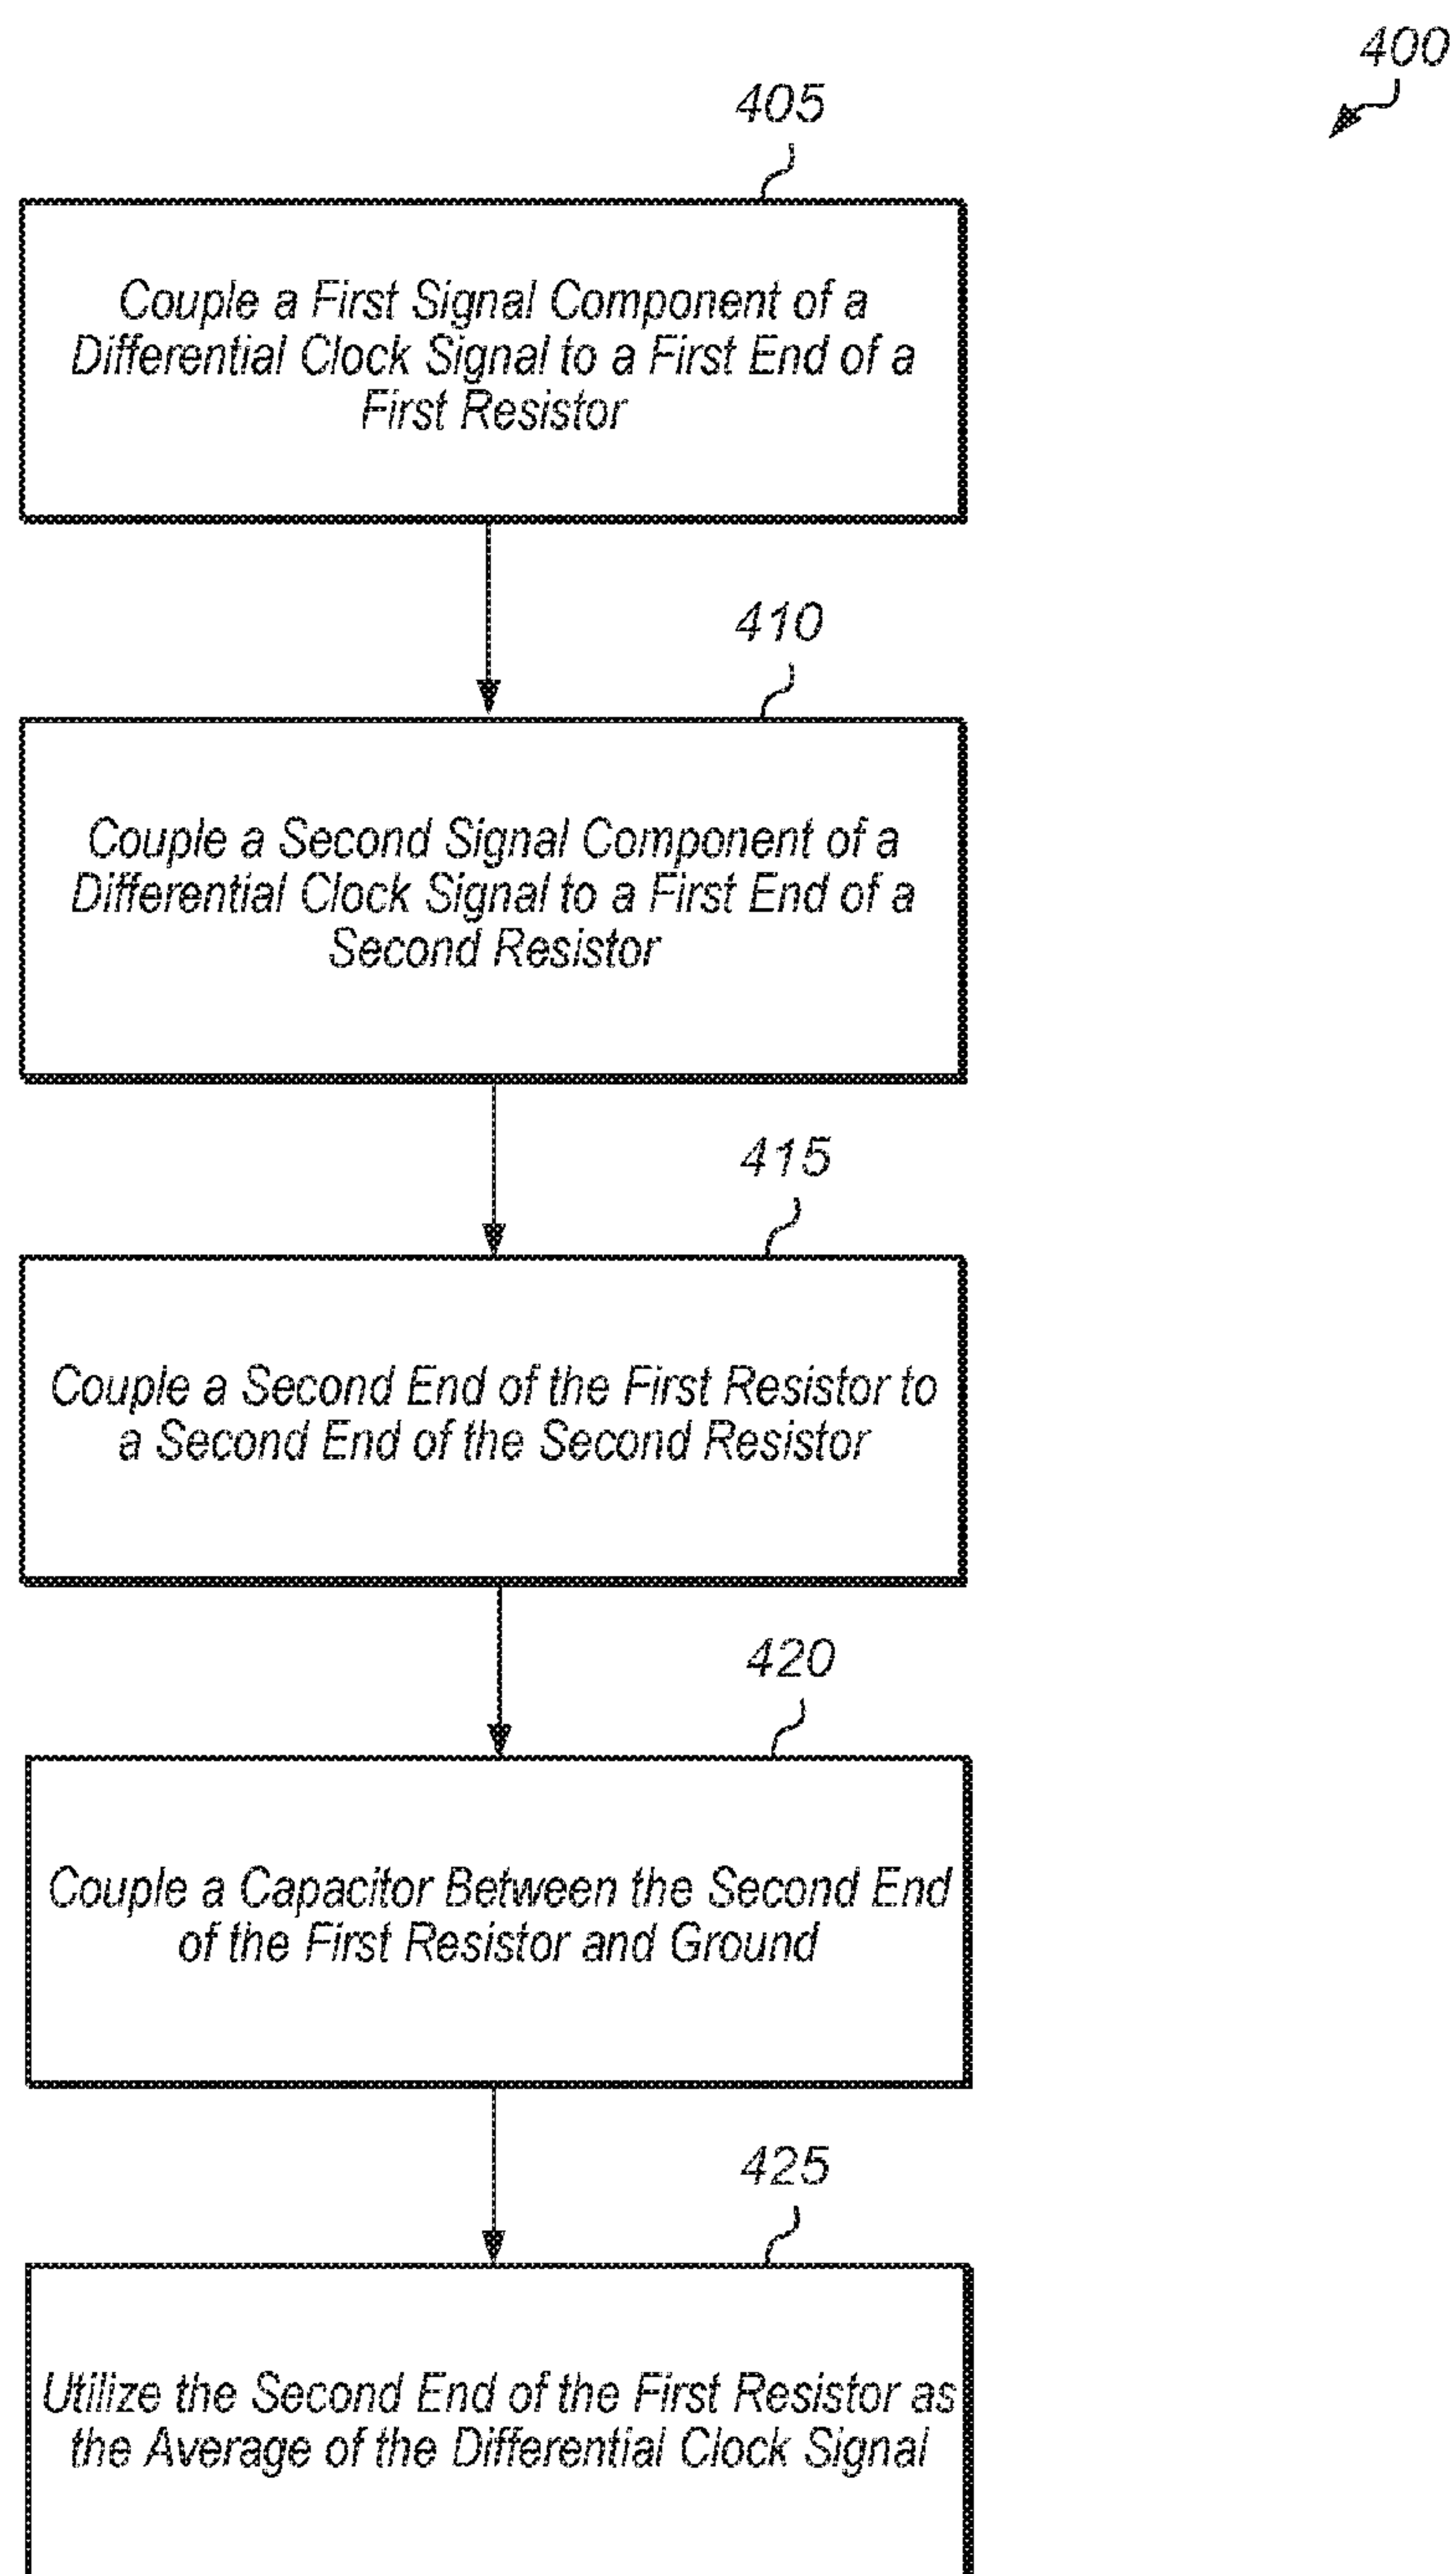 400
405
Couple a First Signal Component of a
Differential Clock Signal to a First End of a
First Resistor
410
Couple a Second Signal Component of a
Differential Clock Signal to a First End of a
Second Resistor
415
Couple a Second End of the First Resistor to
a Second End of the Second Resistor
420
Couple a Capacitor Between the Second End
of the First Resistor and Ground
425
Utilize the Second End of the First Resistor as
the Average of the Differential Clock Signal